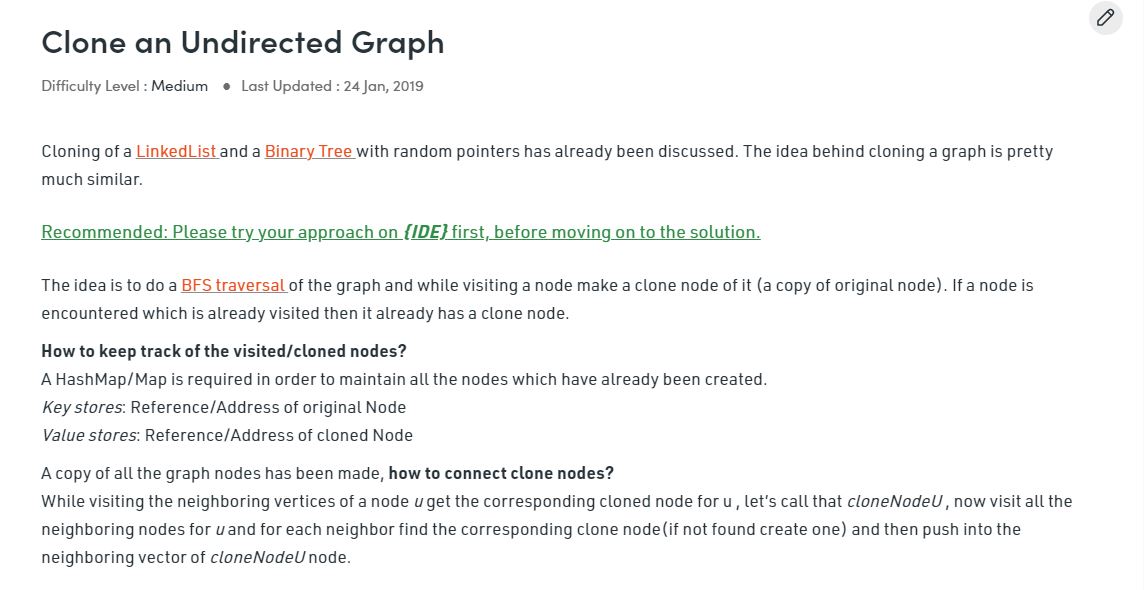 Clone an Undirected Graph
Difficulty Level : Medium ● Last Updated : 24 Jan, 2019
Cloning of a LinkedList and a Binary Tree with random pointers has already been discussed. The idea behind cloning a graph is pretty
much similar.
Recommended: Please try your approach on {IDE} first, before moving on to the solution.
The idea is to do a BFS traversal of the graph and while visiting a node make a clone node of it (a copy of original node). If a node is
encountered which is already visited then it already has a clone node.
How to keep track of the visited/cloned nodes?
A HashMap/Map is required in order to maintain all the nodes which have already been created.
Key stores: Reference/Address of original Node
Value stores: Reference/Address of cloned Node
A copy of all the graph nodes has been made, how to connect clone nodes?
While visiting the neighboring vertices of a node u get the corresponding cloned node for u , let's call that cloneNodeU , now visit all the
neighboring nodes for u and for each neighbor find the corresponding clone node(if not found create one) and then push into the
neighboring vector of cloneNodeU node.